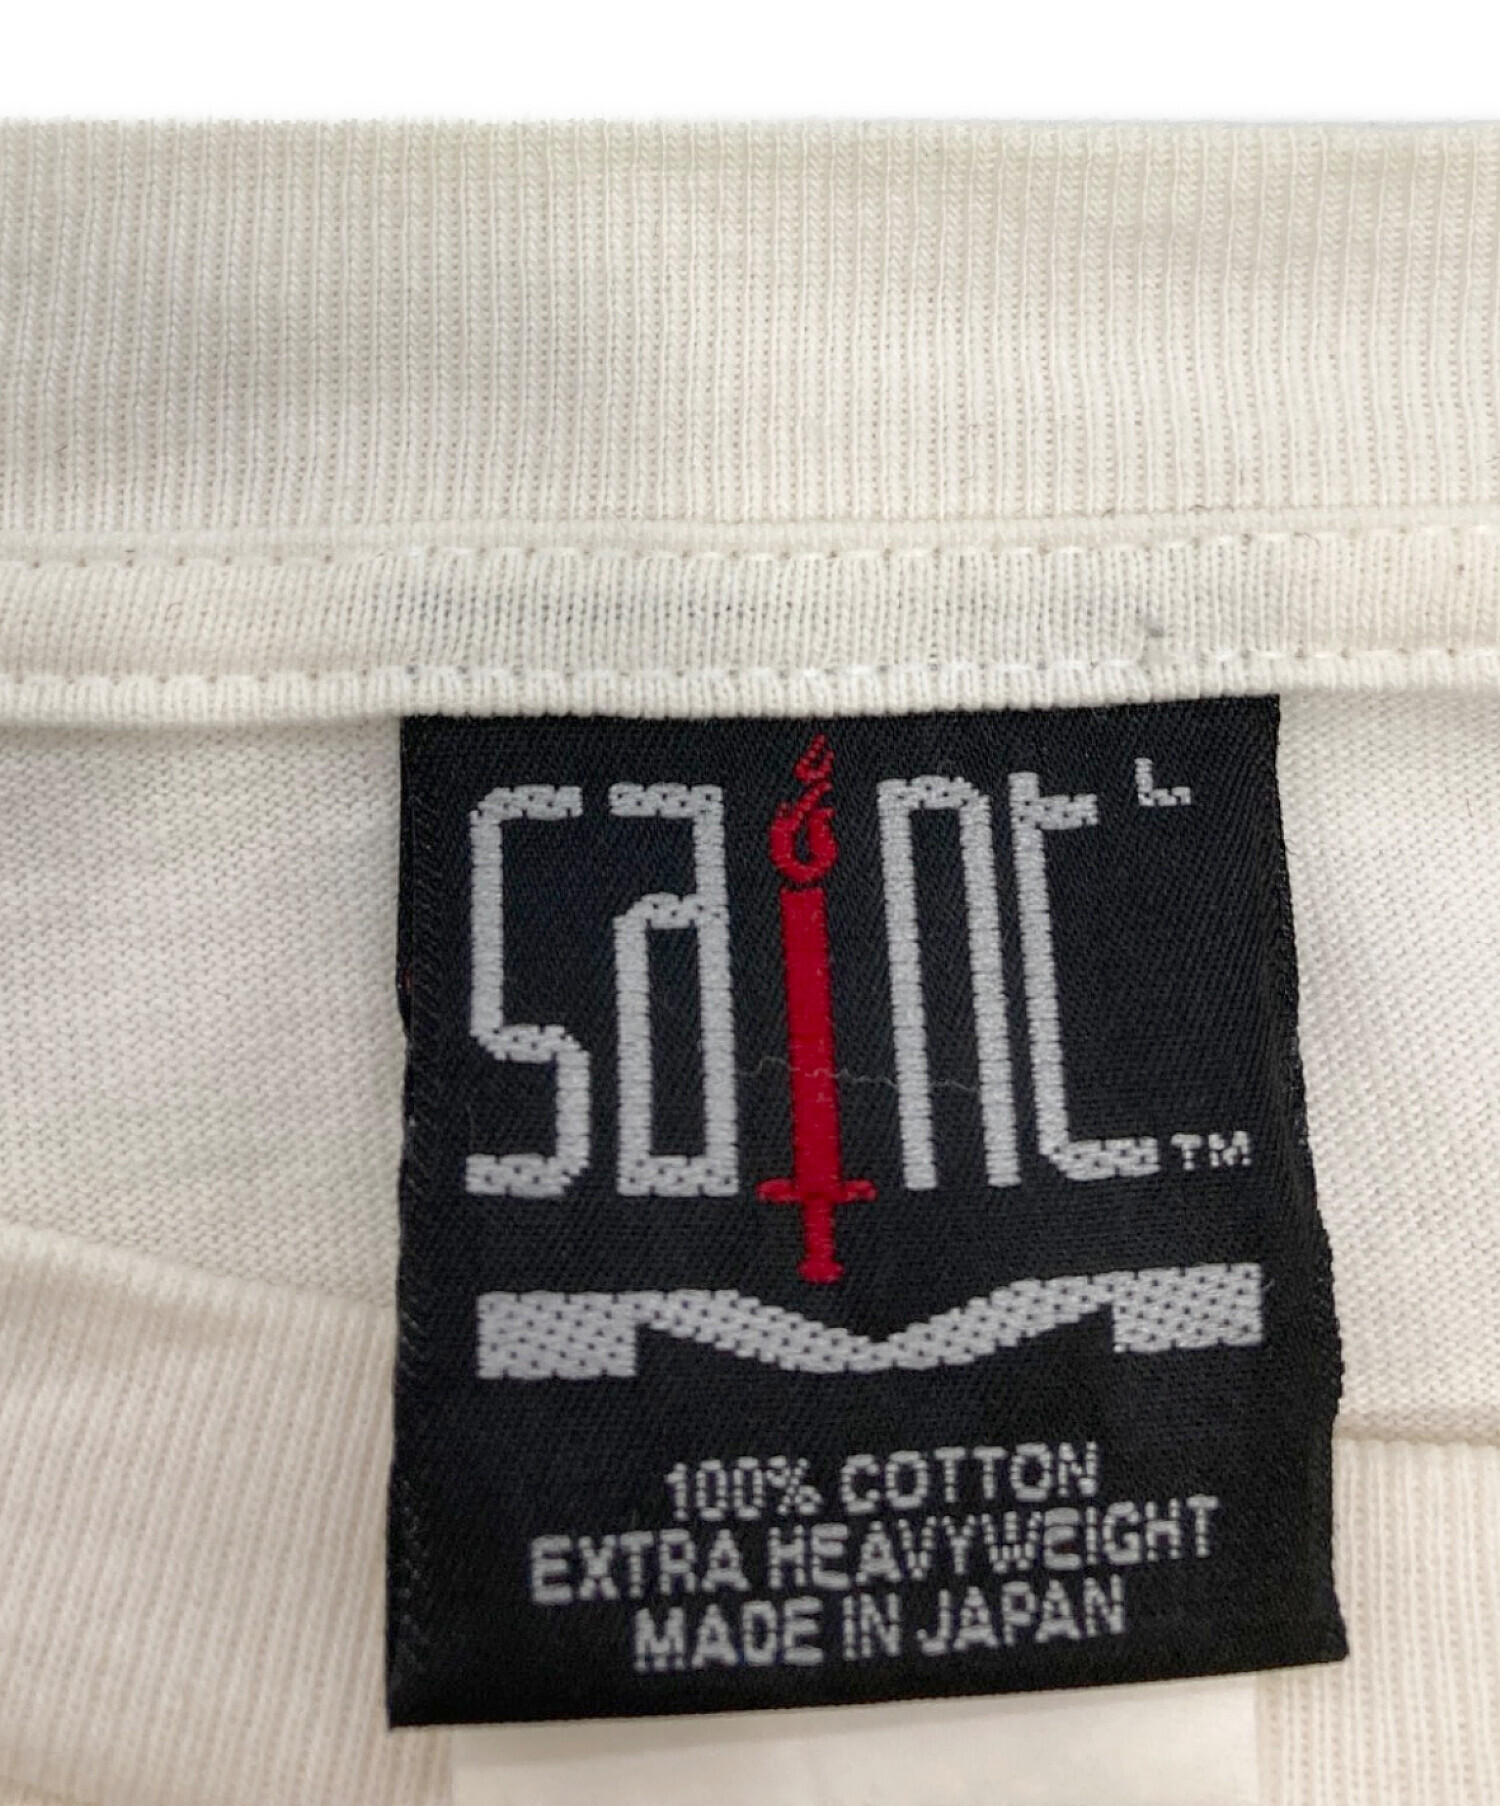 SaiNt L
TM
100% COTTON
EXTRA HEAVYWEIGHT
MADE IN JAPAN